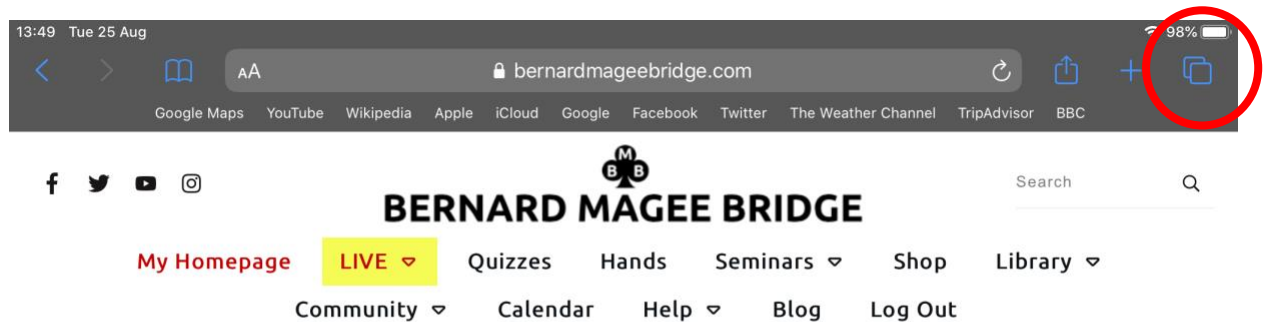 13:49 Tue 25 Aug 98%
AA bernardmageebridge.com
Google Maps YouTube Wikipedia Apple iCloud Google Facebook Twitter The Weather Channel TripAdvisor BBC
B M B
BERNARD MAGEE BRIDGE
Search
My Homepage LIVE Quizzes Hands Seminars Shop Library
Community Calendar Help Blog Log Out